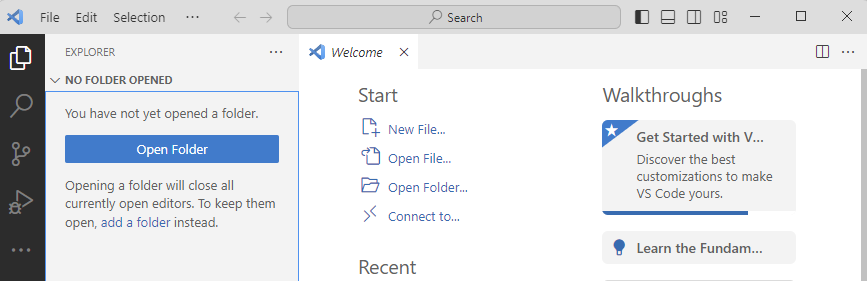 File Edit Selection ... Search
EXPLORER ...
NO FOLDER OPENED
You have not yet opened a folder.
Open Folder
Opening a folder will close all
currently open editors. To keep them
open, add a folder instead.
Welcome
Start
New File...
Open File...
Open Folder...
Connect to...
Recent
Walkthroughs
Get Started with V...
Discover the best
customizations to make
VS Code yours.
Learn the Fundam...